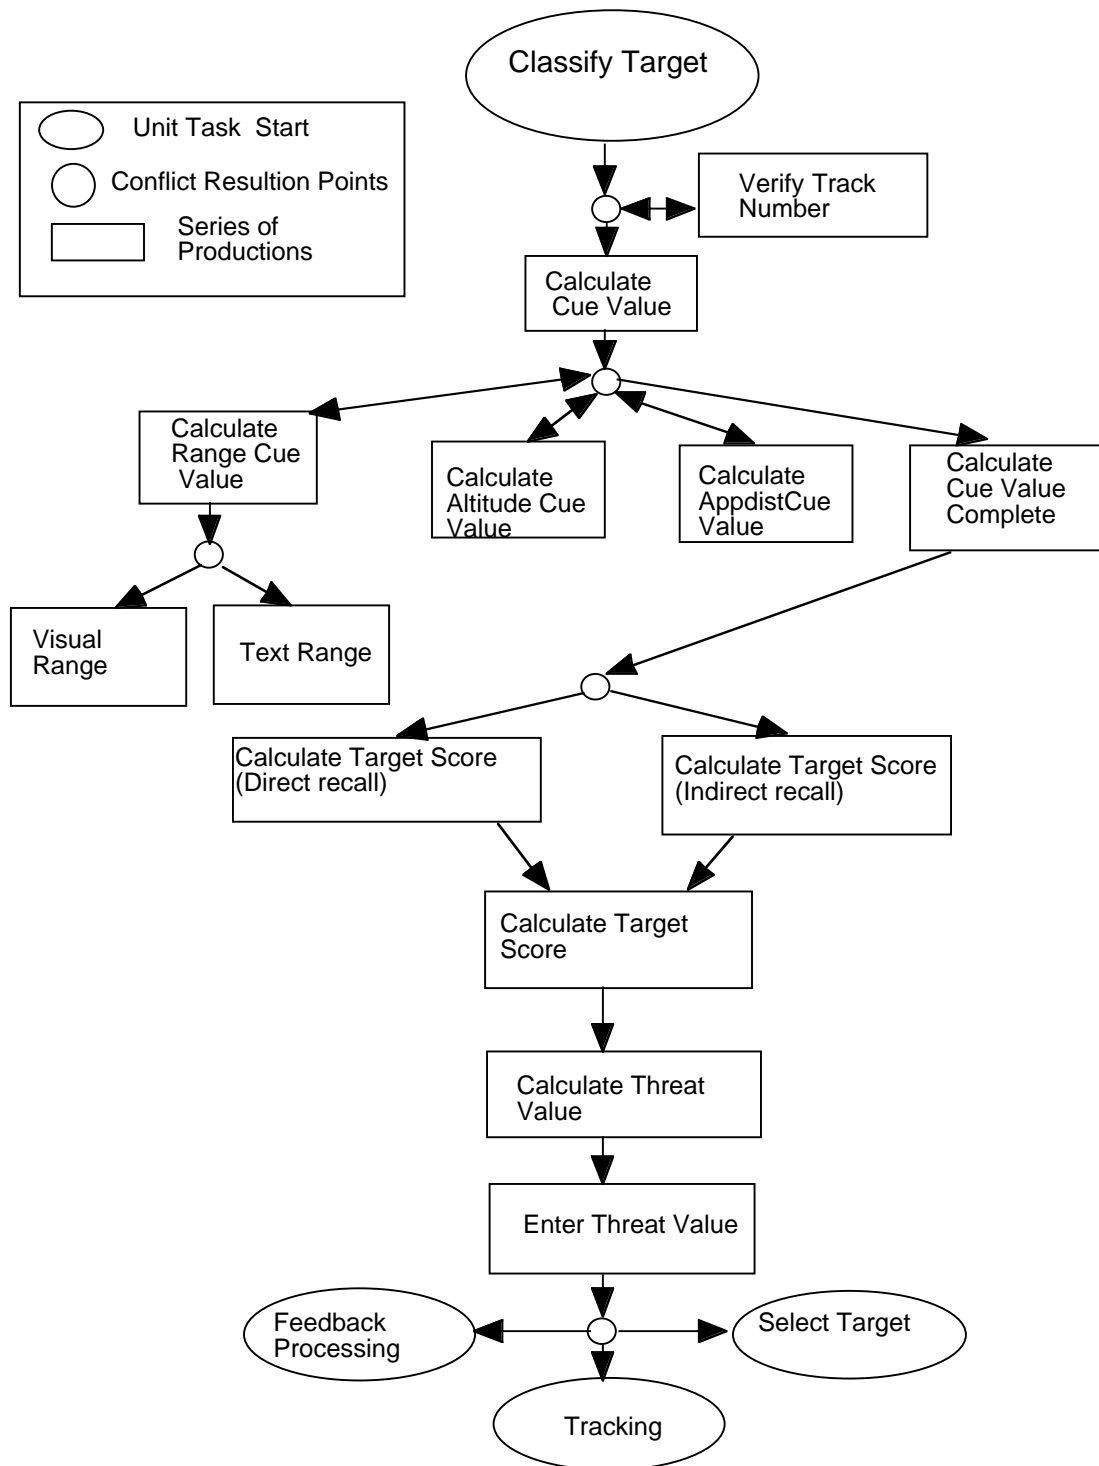 Classify Target
Unit Task  Start
Conflict Resultion Points
Series of
Productions
Verify Track
Number
Calculate
Cue Value
Calculate
Range Cue
Value
Calculate
Altitude Cue
Value
Calculate
AppdistCue
Value
Calculate
Cue Value
Complete
Visual
Range
Text Range
Calculate Target Score
(Direct recall)
Calculate Target Score
(Indirect recall)
Calculate Target
Score
Calculate Threat
Value
Enter Threat Value
Feedback
Processing
Select Target
Tracking